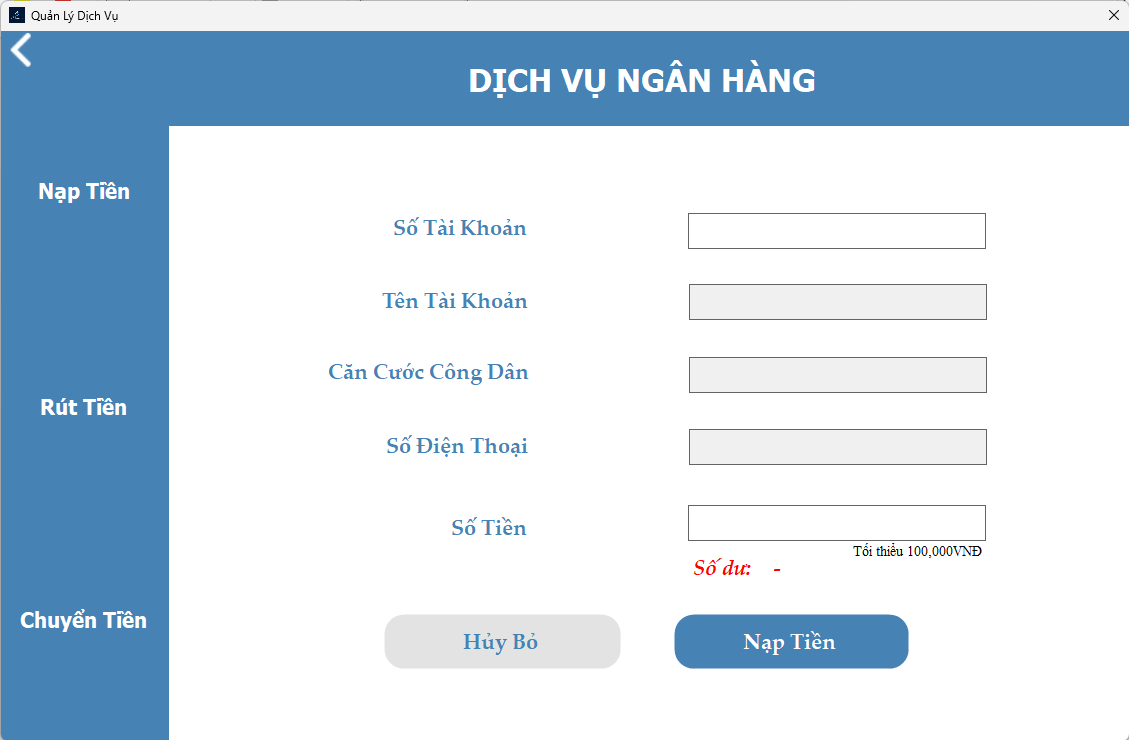 Quản Lý Dịch Vụ
DỊCH VỤ NGÂN HÀNG
Nạp Tiền
Rút Tiền
Chuyển Tiền
Số Tài Khoản
Tên Tài Khoản
Căn Cước Công Dân
Số Điện Thoại
Số Tiền
Tối thiểu 100,000VNĐ
Số dư: -
Hủy Bỏ
Nạp Tiền